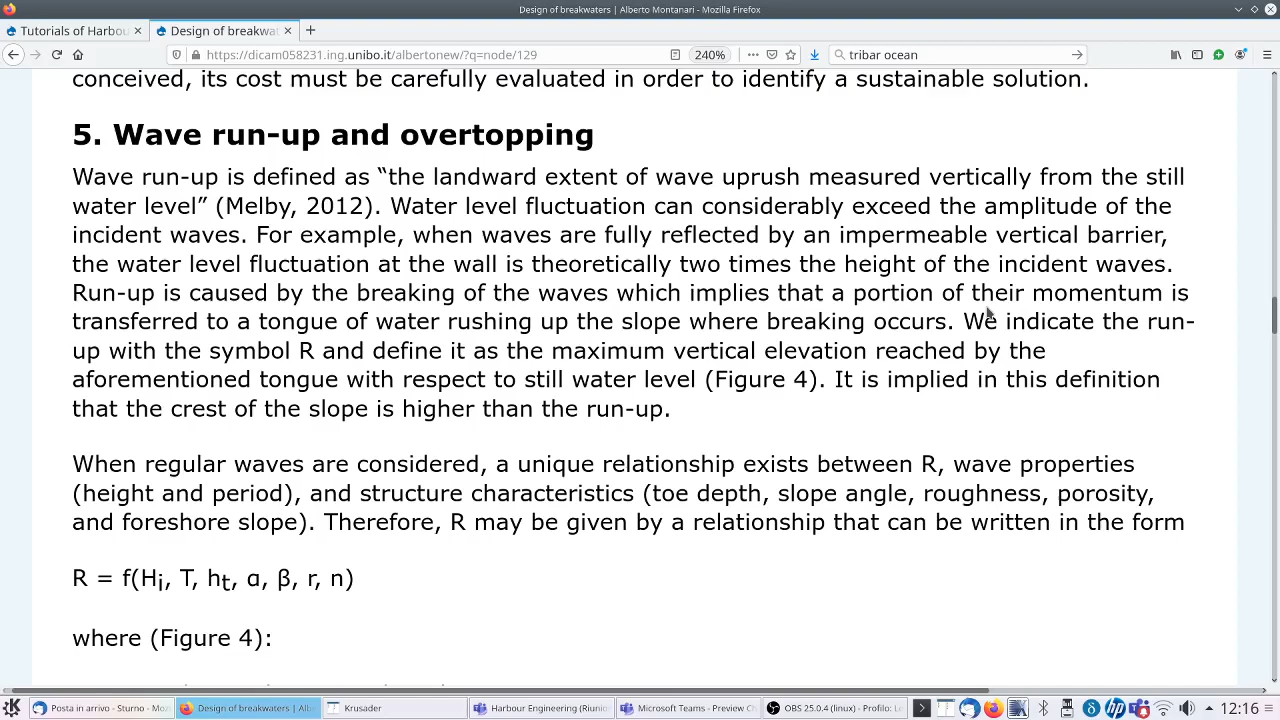 Design of breakwaters | Alberto Montanari - Mozilla Firefox
Tutorials of Harbou
Design of breakwat
https://dicam058231.ing.unibo.it/albertonew/?q=node/129
240%
tribar ocean
conceived, its cost must be carefully evaluated in order to identify a sustainable solution.
5. Wave run-up and overtopping
Wave run-up is defined as “the landward extent of wave uprush measured vertically from the still
water level” (Melby, 2012). Water level fluctuation can considerably exceed the amplitude of the
incident waves. For example, when waves are fully reflected by an impermeable vertical barrier,
the water level fluctuation at the wall is theoretically two times the height of the incident waves.
Run-up is caused by the breaking of the waves which implies that a portion of their momentum is
transferred to a tongue of water rushing up the slope where breaking occurs. We indicate the run-
up with the symbol R and define it as the maximum vertical elevation reached by the
aforementioned tongue with respect to still water level (Figure 4). It is implied in this definition
that the crest of the slope is higher than the run-up.
When regular waves are considered, a unique relationship exists between R, wave properties
(height and period), and structure characteristics (toe depth, slope angle, roughness, porosity,
and foreshore slope). Therefore, R may be given by a relationship that can be written in the form
R = f(Hi, T, ht, α, β, r, n)
where (Figure 4):
Posta in arrivo - Sturno - Moz
Design of breakwaters | Al
Krusader
Harbour Engineering (Riunio
Microsoft Teams - Preview
OBS 25.0.4 (linux) - Profilo: 
12:16